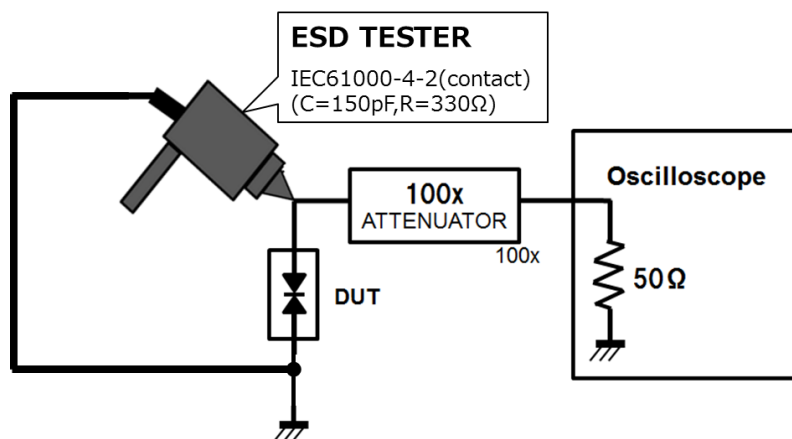 ESD TESTER
IEC61000-4-2(contact)
(C=150pF,R=330Ω)
100x
ATTENUATOR
100x
Oscilloscope
50Ω
DUT